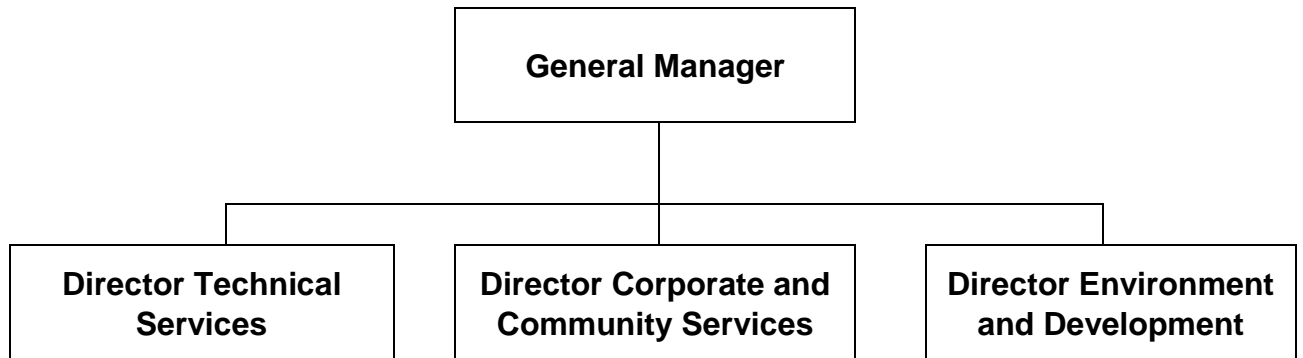 General Manager
Director Technical
Services
Director Corporate and
Community Services
Director Environment
and Development